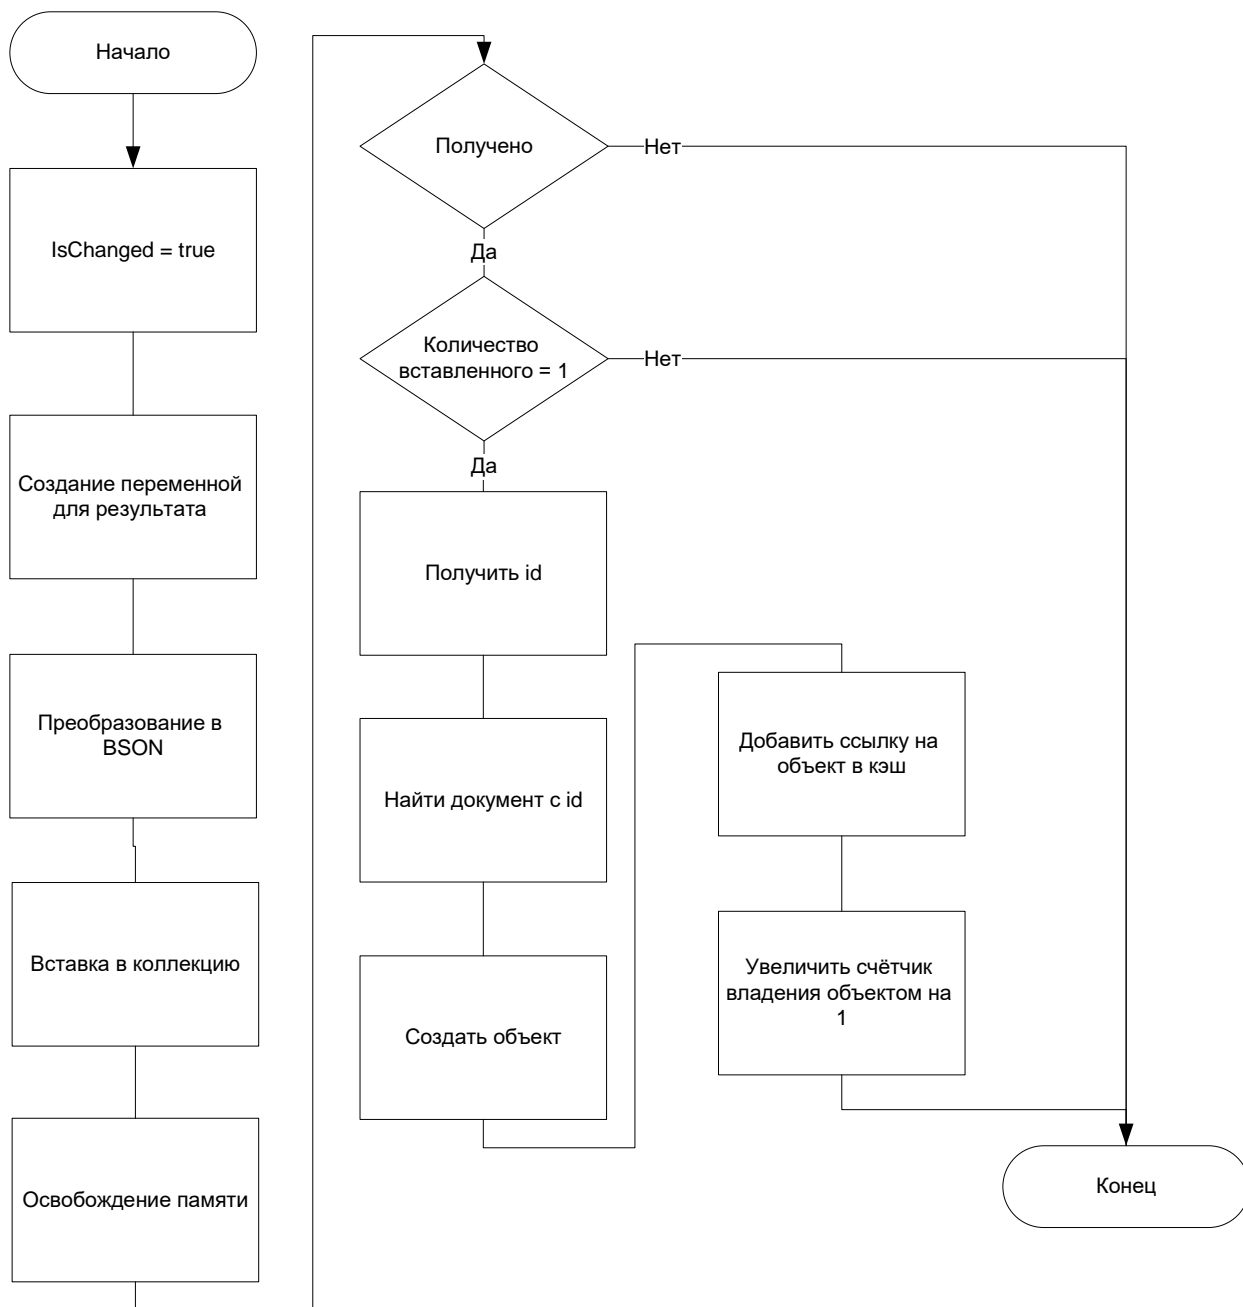 Начало
IsChanged = true
Создание переменной
для результата
Преобразование в
BSON
Вставка в коллекцию
Освобождение памяти
Получено
Нет
Да
Количество
вставленного = 1
Нет
Да
Получить id
Найти документ с id
Создать объект
Добавить ссылку на
объект в кэш
Увеличить счётчик
владения объектом на
1
Конец